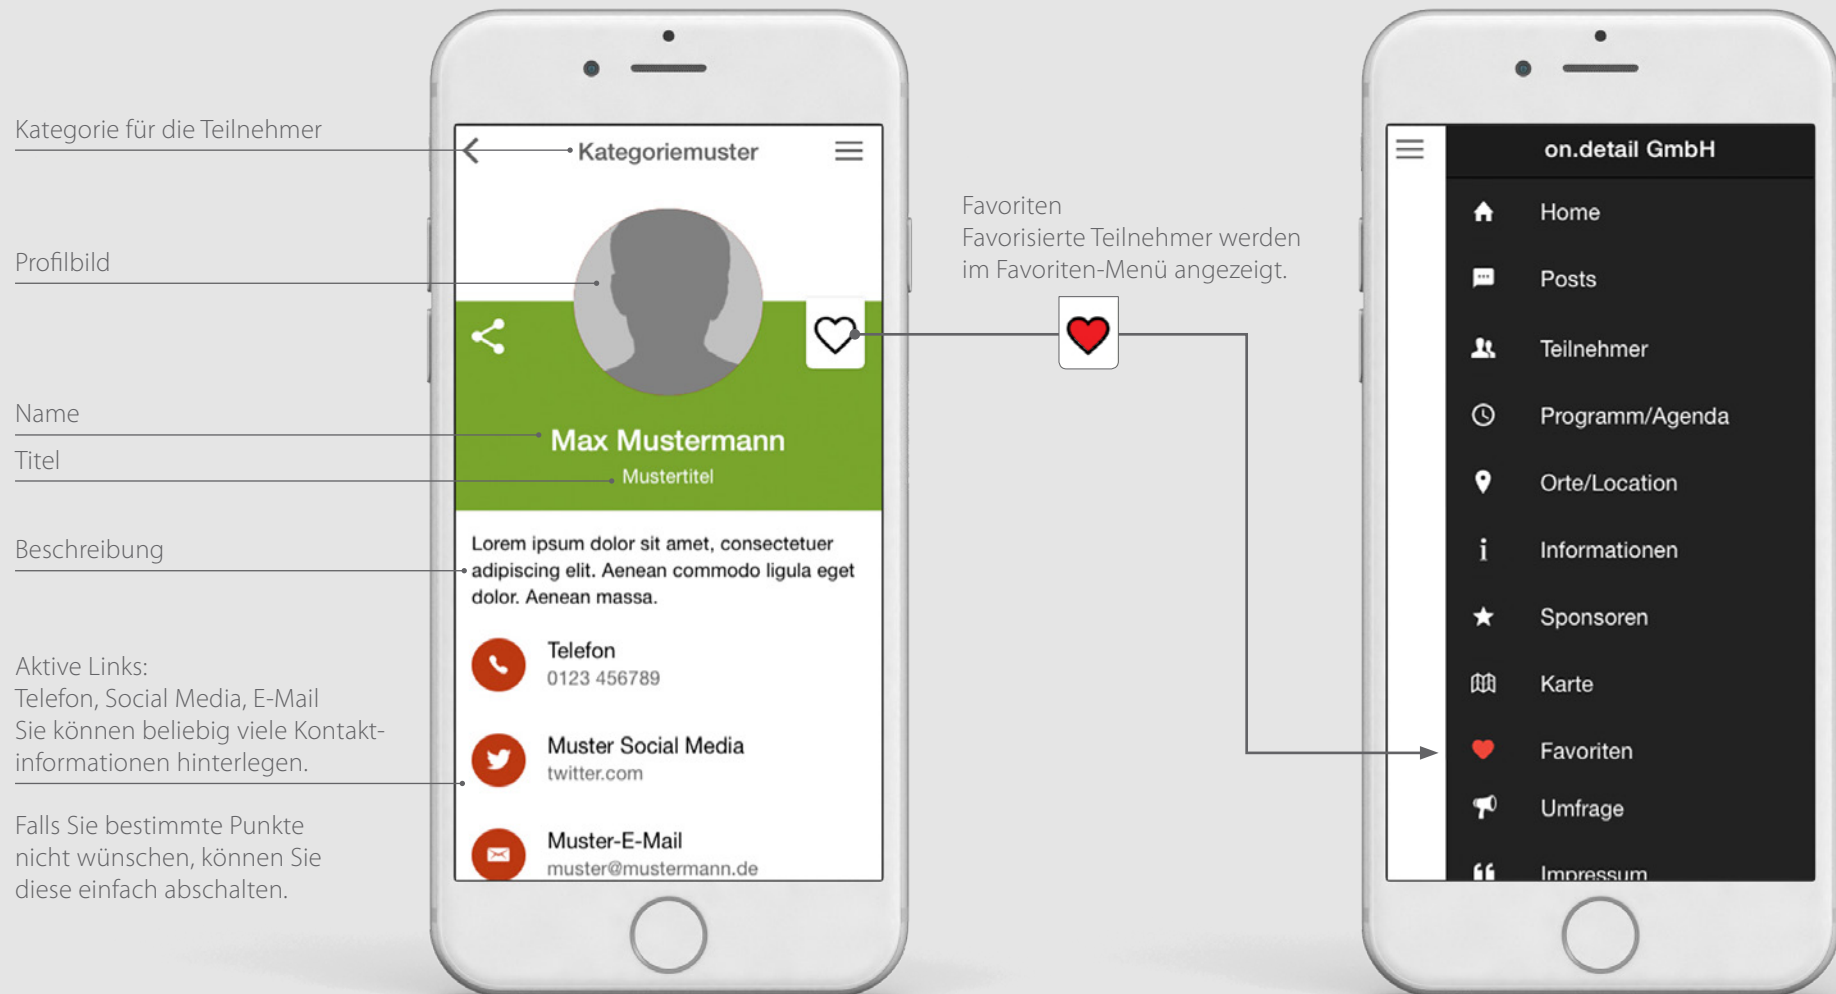 Kategorie für die Teilnehmer
Profilbild
Name
Titel
Beschreibung
Aktive Links:
Telefon, Social Media, E-Mail
Sie können beliebig viele Kontakt-
informationen hinterlegen.
Falls Sie bestimmte Punkte
nicht wünschen, können Sie
diese einfach abschalten.
Kategoriemuster
Max Mustermann
Mustertitel
Lorem ipsum dolor sit amet, consectetuer
adipiscing elit. Aenean commodo ligula eget
dolor. Aenean massa.
Telefon
0123 456789
Muster Social Media
twitter.com
Muster-E-Mail
muster@mustermann.de
Favoriten
Favorisierte Teilnehmer werden
im Favoriten-Menü angezeigt.
on.detail GmbH
Home
Posts
Teilnehmer
Programm/Agenda
Orte/Location
Informationen
Sponsoren
Karte
Favoriten
Umfrage
Impressum